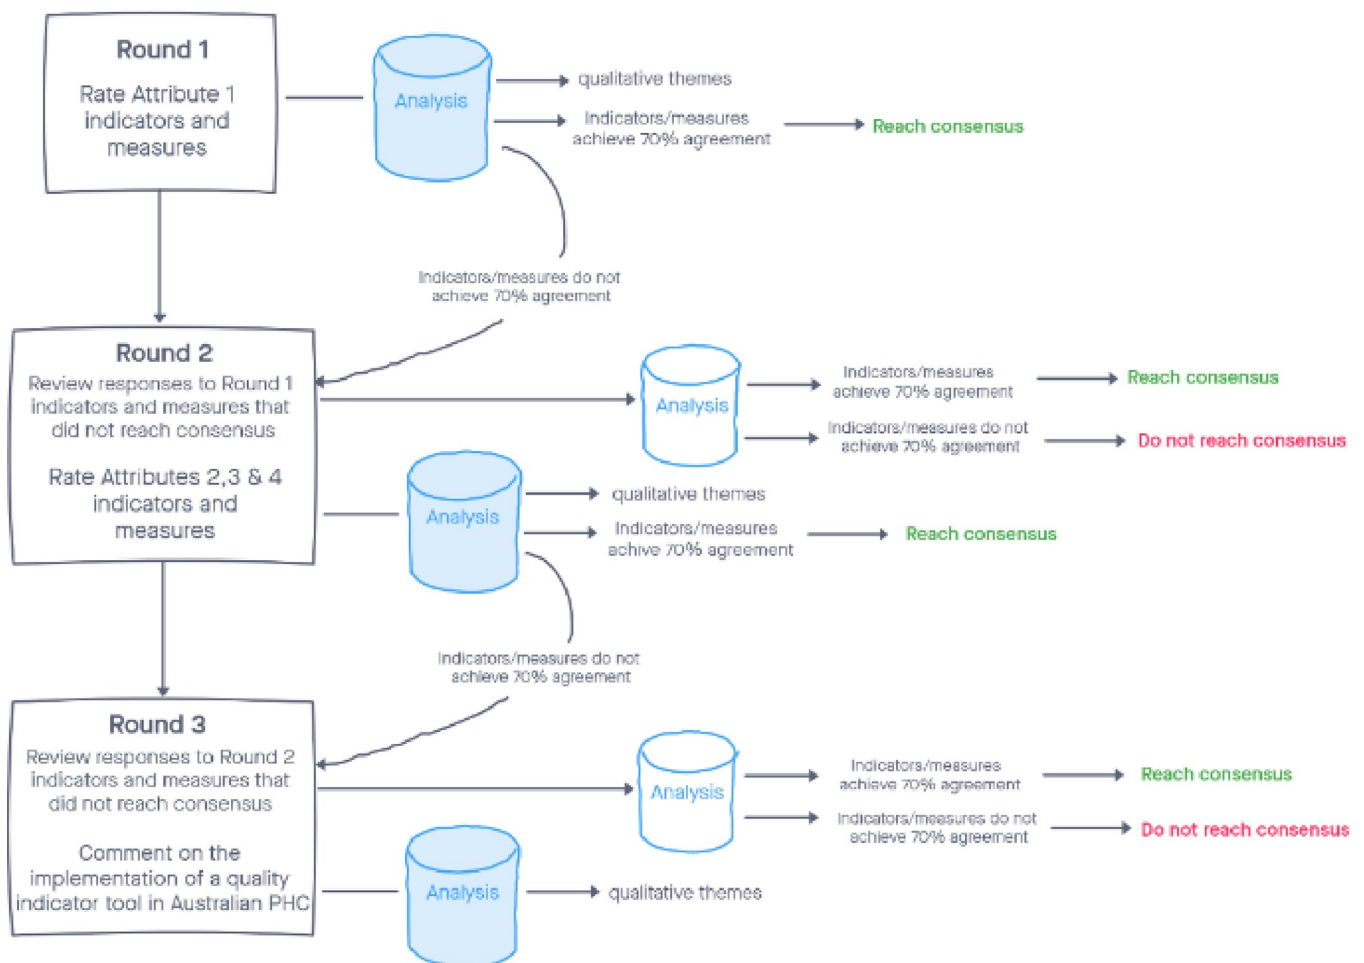 Round 1
Rate Attribute 1
indicators and
measures
Analysis
qualitative themes
Indicators/measures
achieve 70% agreement
Reach consensus
Indicators/measures do not
achieve 70% agreement
Round 2
Review responses to Round 1
indicators and measures that
did not reach consensus
Rate Attributes 2,3 & 4
indicators and
measures
Analysis
Indicators/measures
achieve 70% agreement
Reach consensus
Indicators/measures do not
achieve 70% agreement
Do not reach consensus
Analysis
qualitative themes
Indicators/measures
achive 70% agreement
Reach consensus
Indicators/measures do not
achieve 70% agreement
Round 3
Review responses to Round 2
indicators and measures that
did not reach consensus
Comment on the
implementation of a quality
indicator tool in Australian PHC
Analysis
Indicators/measures
achieve 70% agreement
Reach consensus
Indicators/measures do not
achieve 70% agreement
Do not reach consensus
Analysis
qualitative themes